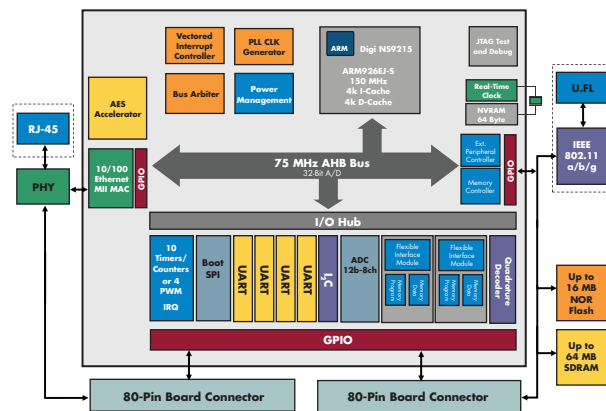 Vectored
Interrupt
Controller
PLL CLK
Generator
ARM
Digi NS9215
ARM926EJ-S
150 MHz
4k I-Cache
4k D-Cache
JTAG Test
and Debug
AES
Accelerator
Bus Arbiter
Power
Management
Real-Time
Clock
NVRAM
64 Byte
U.FL
RJ-45
IEEE
802.11
a/b/g
PHY
10/100
Ethernet
MII MAC
GPIO
75 MHz AHB Bus
32-Bit A/D
Ext.
Peripheral
Controller
Memory
Controller
GPIO
I/O Hub
10
Timers/
Counters
or 4
PWM
IRQ
Boot
SPI
UART
UART
UART
UART
I2C
ADC
12b-8ch
Flexible
Interface
Module
Memory
Program
Memory
Data
Flexible
Interface
Module
Memory
Program
Memory
Data
Quadrature
Decoder
Up to
16 MB
NOR
Flash
GPIO
Up to
64 MB
SDRAM
80-Pin Board Connector
80-Pin Board Connector